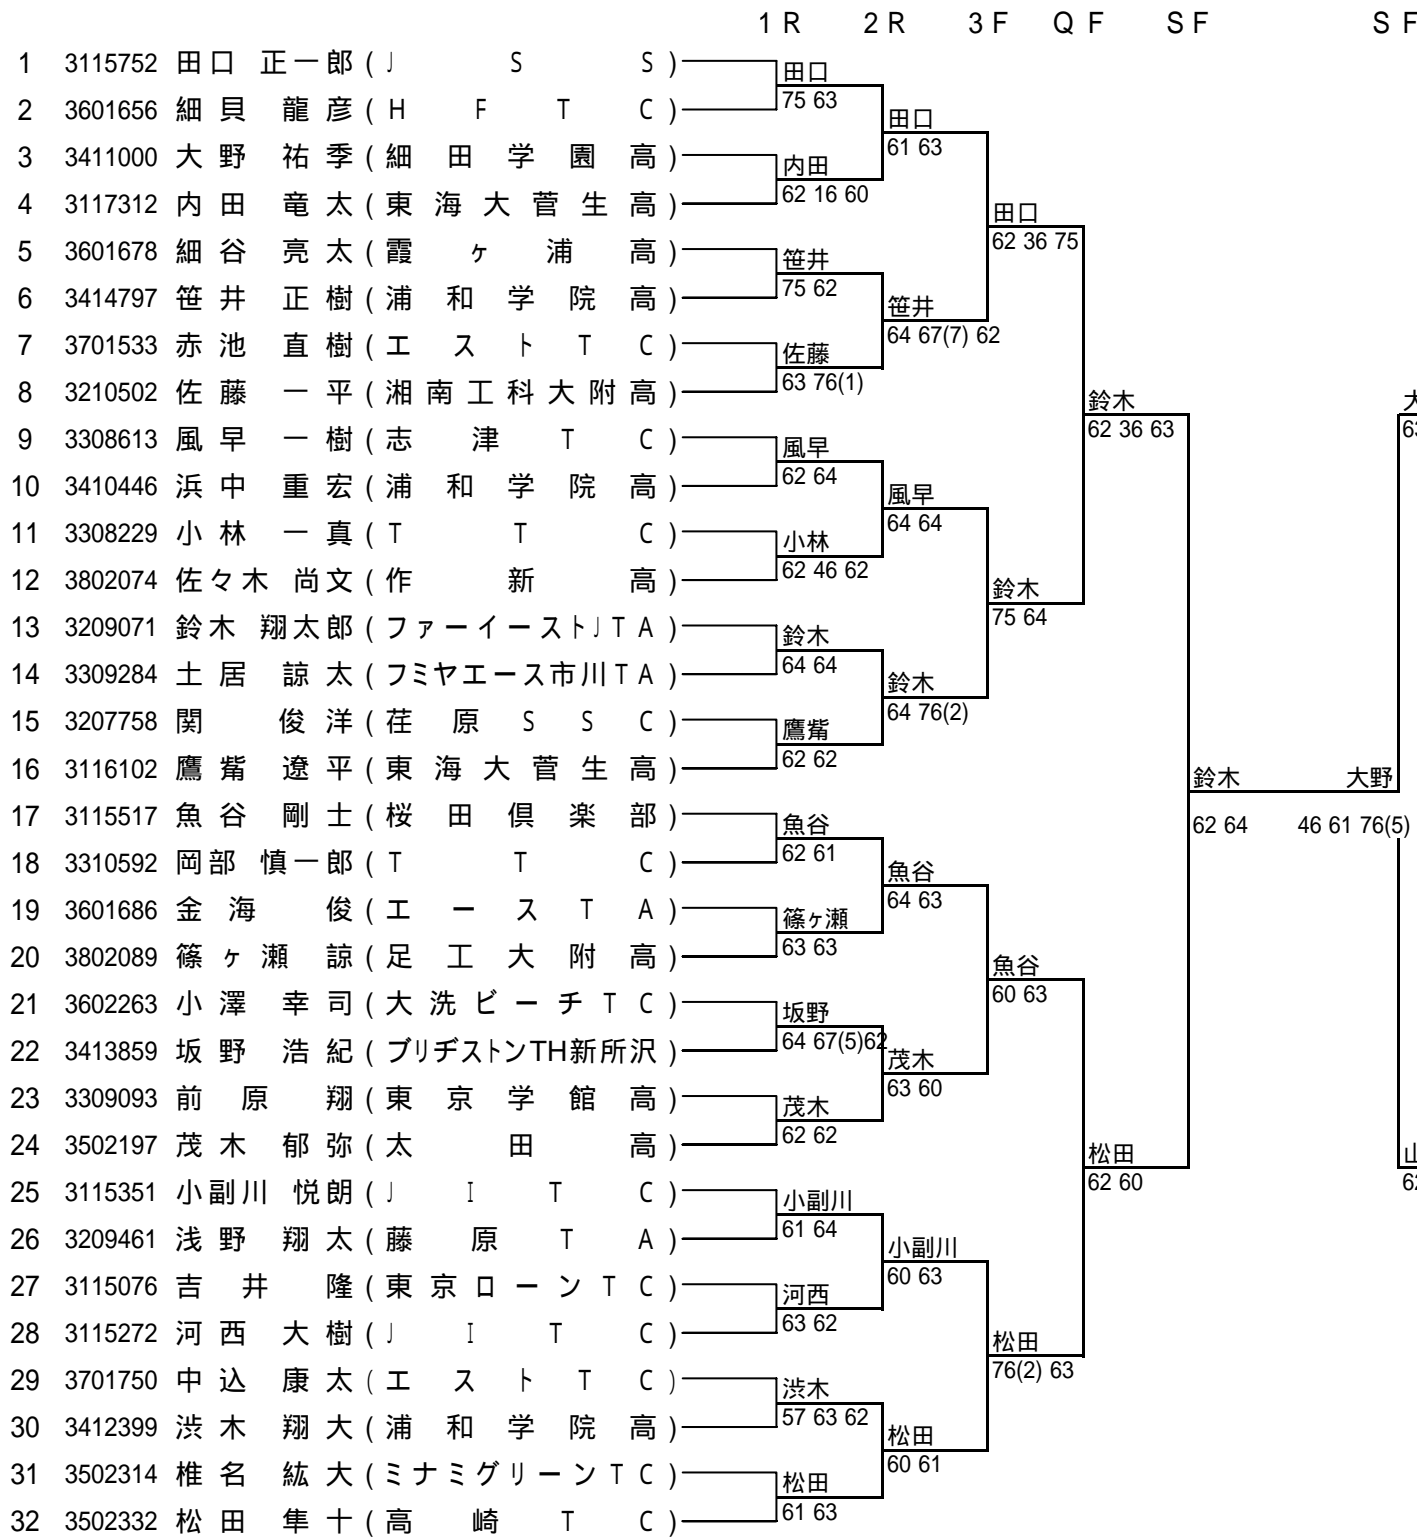 1 R 2 R 3 F Q F S F S F
1 3115752 田口 正一郎 ( J S S )
田口
75 63
2 3601656 細貝 龍彦 ( H F T C )
田口
61 63
3 3411000 大野 祐季 ( 細田学園高 )
内田
62 16 60
4 3117312 内田 竜太 ( 東海大菅生高 )
田口
62 36 75
5 3601678 細谷 亮太 ( 霞ヶ浦高 )
笹井
75 62
6 3414797 笹井 正樹 ( 浦和学院高 )
笹井
64 67(7) 62
7 3701533 赤池 直樹 ( エストTC )
佐藤
63 76(1)
8 3210502 佐藤 一平 ( 湘南工科大附高 )
鈴木
62 36 63
9 3308613 風早 一樹 ( 志津TC )
風早
62 64
10 3410446 浜中 重宏 ( 浦和学院高 )
風早
64 64
11 3308229 小林 一真 ( T T C )
小林
62 46 62
12 3802074 佐々木 尚文 ( 作新高 )
鈴木
75 64
13 3209071 鈴木 翔太郎 ( ファーイーストJTA )
鈴木
64 64
14 3309284 土居 諒太 ( フミヤエース市川TA )
鈴木
64 76(2)
15 3207758 関 俊洋 ( 荏原SSC )
鷹觜
62 62
16 3116102 鷹觜 遼平 ( 東海大菅生高 )
鈴木 大野
62 64 46 61 76(5)
17 3115517 魚谷 剛士 ( 桜田倶楽部 )
魚谷
62 61
18 3310592 岡部 慎一郎 ( T T C )
魚谷
64 63
19 3601686 金海 俊 ( エースTA )
篠ヶ瀬
63 63
20 3802089 篠ヶ瀬 諒 ( 足工大附高 )
魚谷
60 63
21 3602263 小澤 幸司 ( 大洗ビーチTC )
坂野
64 67(5)62
22 3413859 坂野 浩紀 ( ブリヂストンTH新所沢 )
茂木
63 60
23 3309093 前原 翔 ( 東京学館高 )
茂木
62 62
24 3502197 茂木 郁弥 ( 太田高 )
松田
62 60
25 3115351 小副川 悦朗 ( J I T C )
小副川
61 64
26 3209461 浅野 翔太 ( 藤原TA )
小副川
60 63
27 3115076 吉井 隆 ( 東京ローンTC )
河西
63 62
28 3115272 河西 大樹 ( J I T C )
松田
76(2) 63
29 3701750 中込 康太 ( エストTC )
渋木
57 63 62
30 3412399 渋木 翔大 ( 浦和学院高 )
松田
60 61
31 3502314 椎名 紘大 ( ミナミグリーンTC )
松田
61 63
32 3502332 松田 隼十 ( 高崎TC )